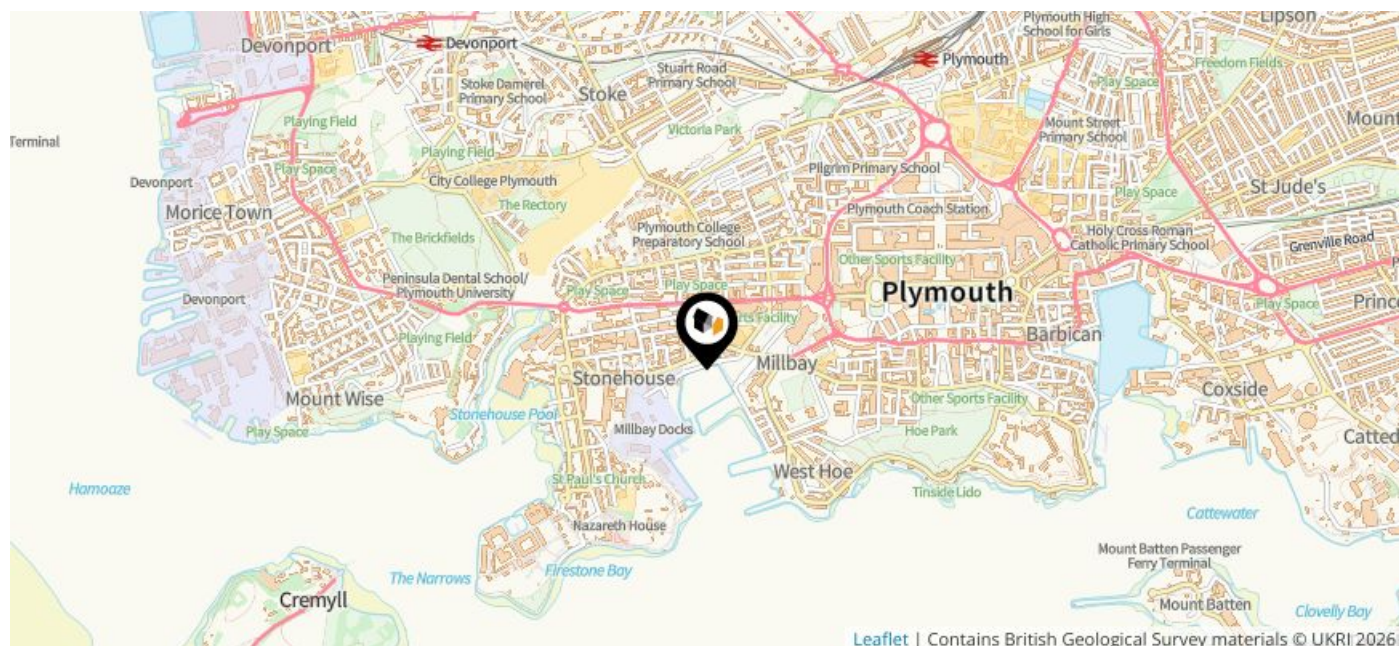 Plymouth High
School for Girls
Lipson
Devonport
Devonport
Plymouth
Freedom Fields
Stuart Road
Primary School
Stoke Damerel
Primary School
Stoke
Play Space
Playing Field
Victoria Park
Mount Street
Primary School
Mount
Terminal
Playing Field
Pilgrim Primary School
Play Space
City College Plymouth
Devonport
Play Space
St Jude's
The Rectory
Plymouth Coach Station
Morice Town
Plymouth College
Preparatory School
Holy Cross Roman
Catholic Primary School
The Brickfields
Grenville Road
Other Sports Facility
Peninsula Dental School/
Plymouth University
Play Space
Play Space
Plymouth
Devonport
Play Space
Princ
rts Facility
Playing Field
Barbican
Millbay
Stonehouse
Coxside
Mount Wise
Other Sports Facility
Stonehouse Pool
Millbay Docks
Hoe Park
Play Space
Catted
West Hoe
St Paul's Church
Hamoaze
Tinside Lido
Cattewater
Nazareth House
Mount Batten Passenger
Ferry Terminal
The Narrows
Firestone Bay
Cremyll
Mount Batten
Clovelly Bay
Leaflet | Contains British Geological Survey materials © UKRI 2026